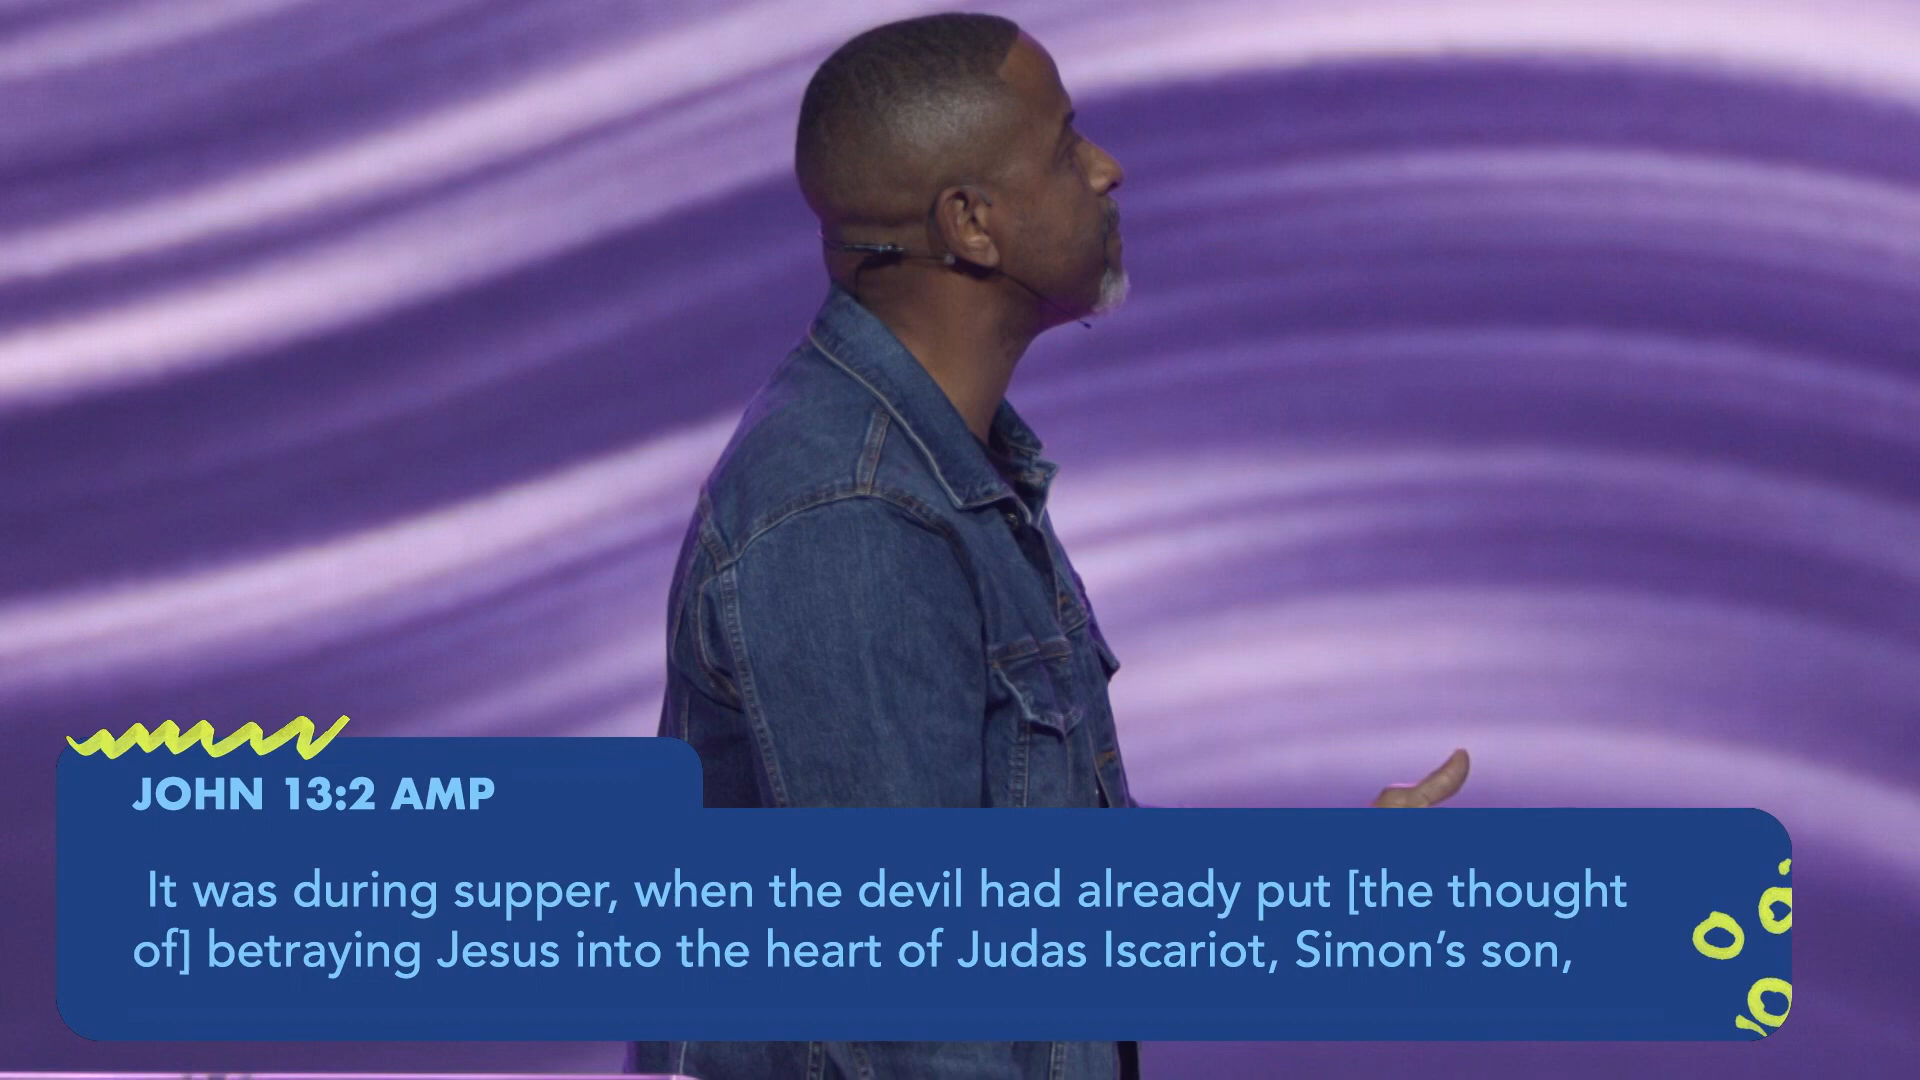 JOHN 13:2 AMP
It was during supper, when the devil had already put [the thought
of] betraying Jesus into the heart of Judas Iscariot, Simon’s son,